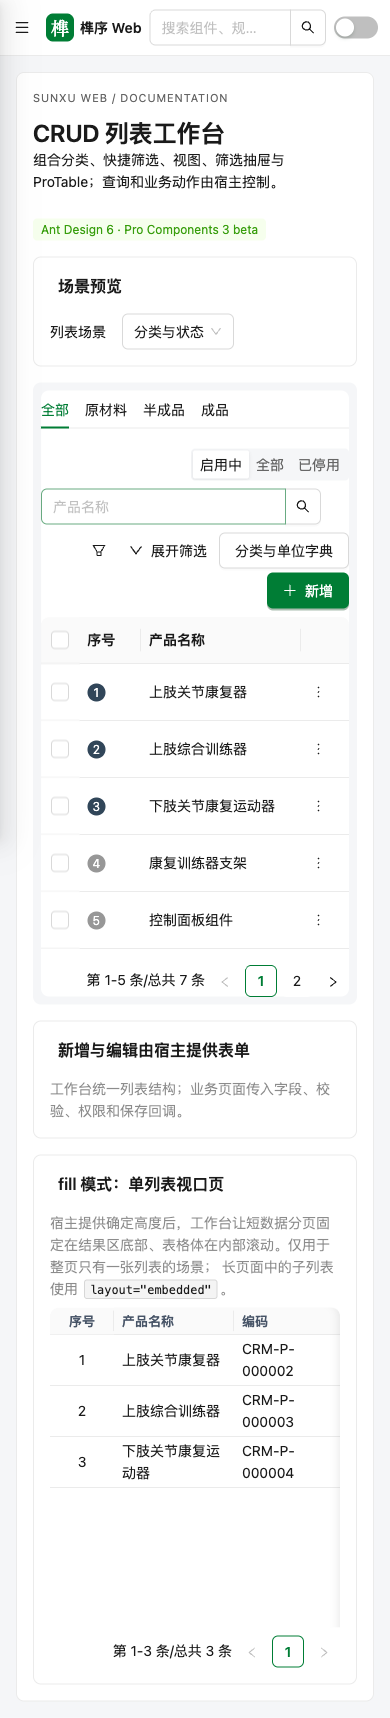 榫 榫序 Web 搜索组件、规...
SUNXU WEB / DOCUMENTATION
CRUD 列表工作台
组合分类、快捷筛选、视图、筛选抽屉与
ProTable；查询和业务动作由宿主控制。
Ant Design 6 · Pro Components 3 beta
场景预览
列表场景 分类与状态
全部 原材料 半成品 成品
启用中 全部 已停用
产品名称
展开筛选 分类与单位字典
新增
序号 产品名称
1 上肢关节康复器
2 上肢综合训练器
3 下肢关节康复运动器
4 康复训练器支架
5 控制面板组件
第 1-5 条/总共 7 条 1 2
新增与编辑由宿主提供表单
工作台统一列表结构；业务页面传入字段、校
验、权限和保存回调。
fill 模式：单列表视口页
宿主提供确定高度后，工作台让短数据分页固
定在结果区底部、表格体在内部滚动。仅用于
整页只有一张列表的场景； 长页面中的子列表
使用 layout="embedded" 。
序号 产品名称 编码
1 上肢关节康复器 CRM-P-
000002
2 上肢综合训练器 CRM-P-
000003
3 下肢关节康复运 CRM-P-
动器 000004
第 1-3 条/总共 3 条 1